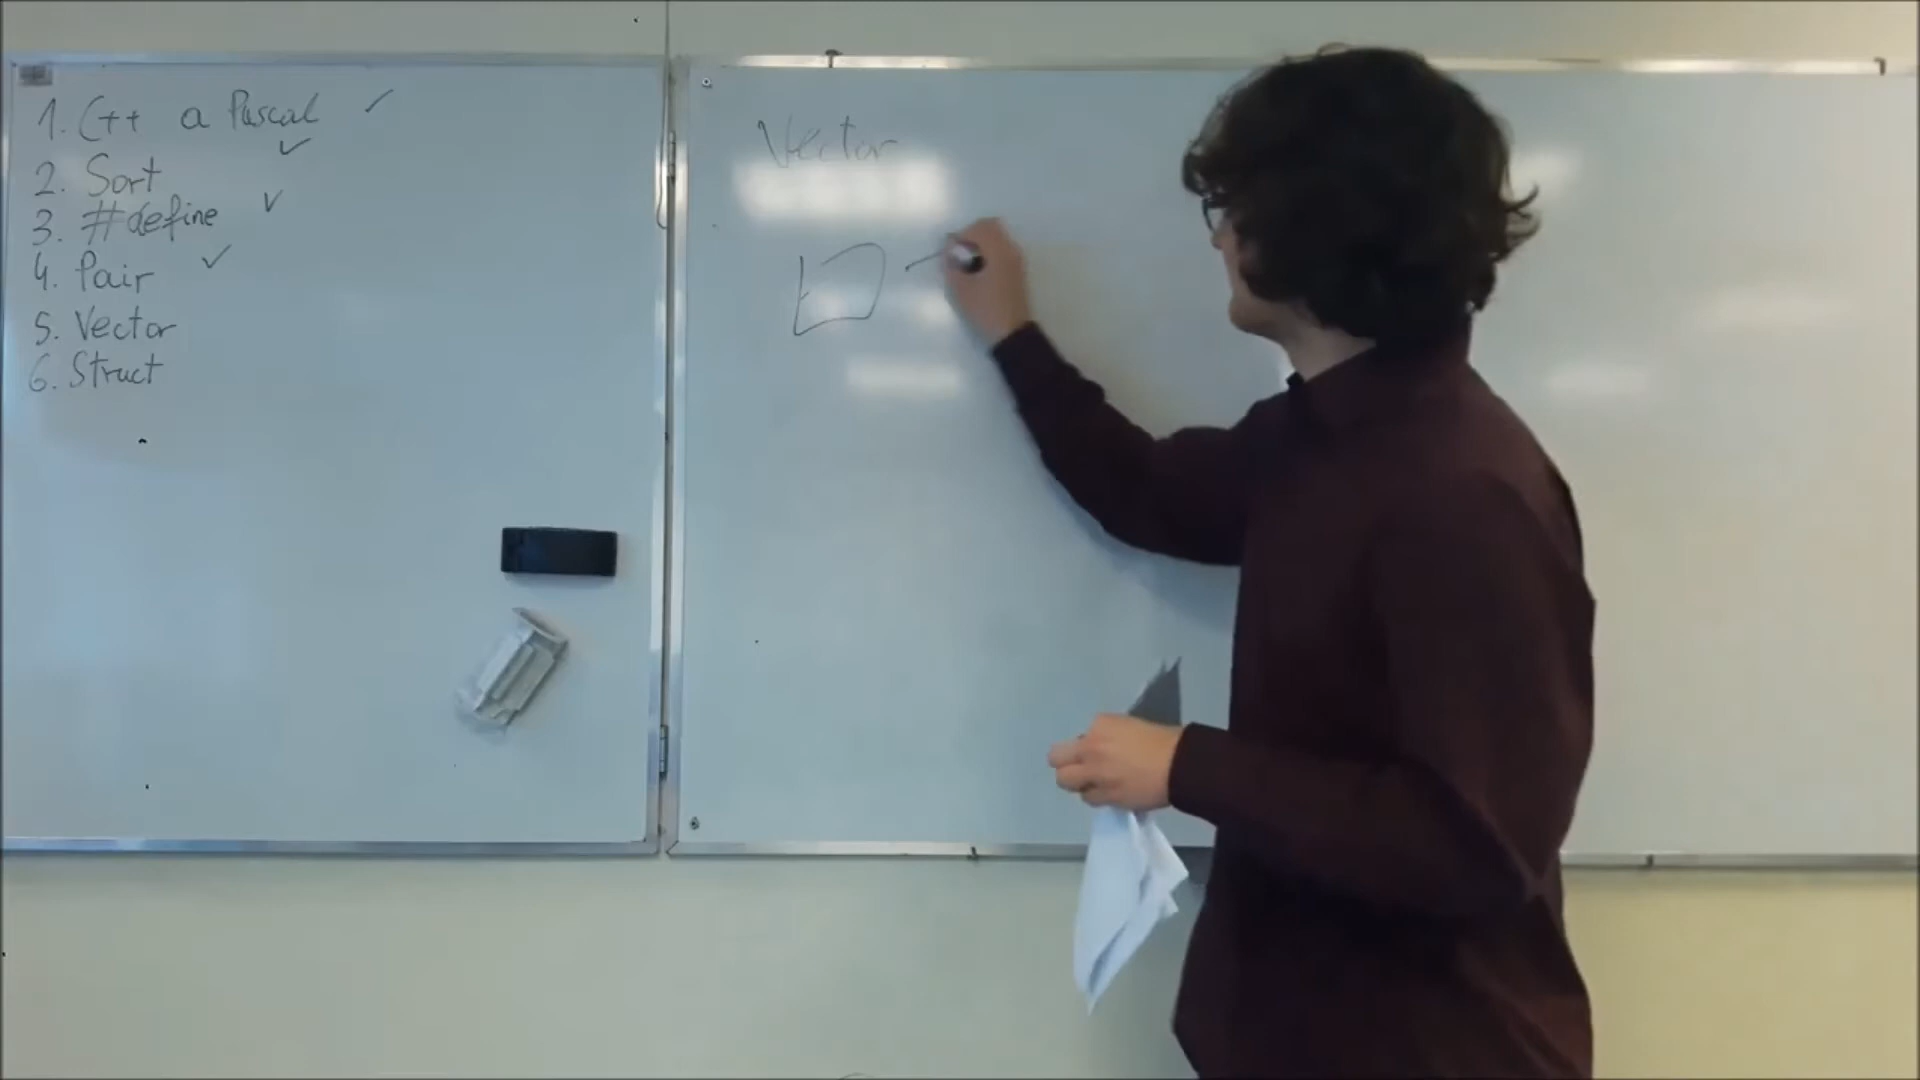 1. C++ a Pascal ✓
2. Sort ✓
3. #define ✓
4. Pair ✓
5. Vector
6. Struct
Vector